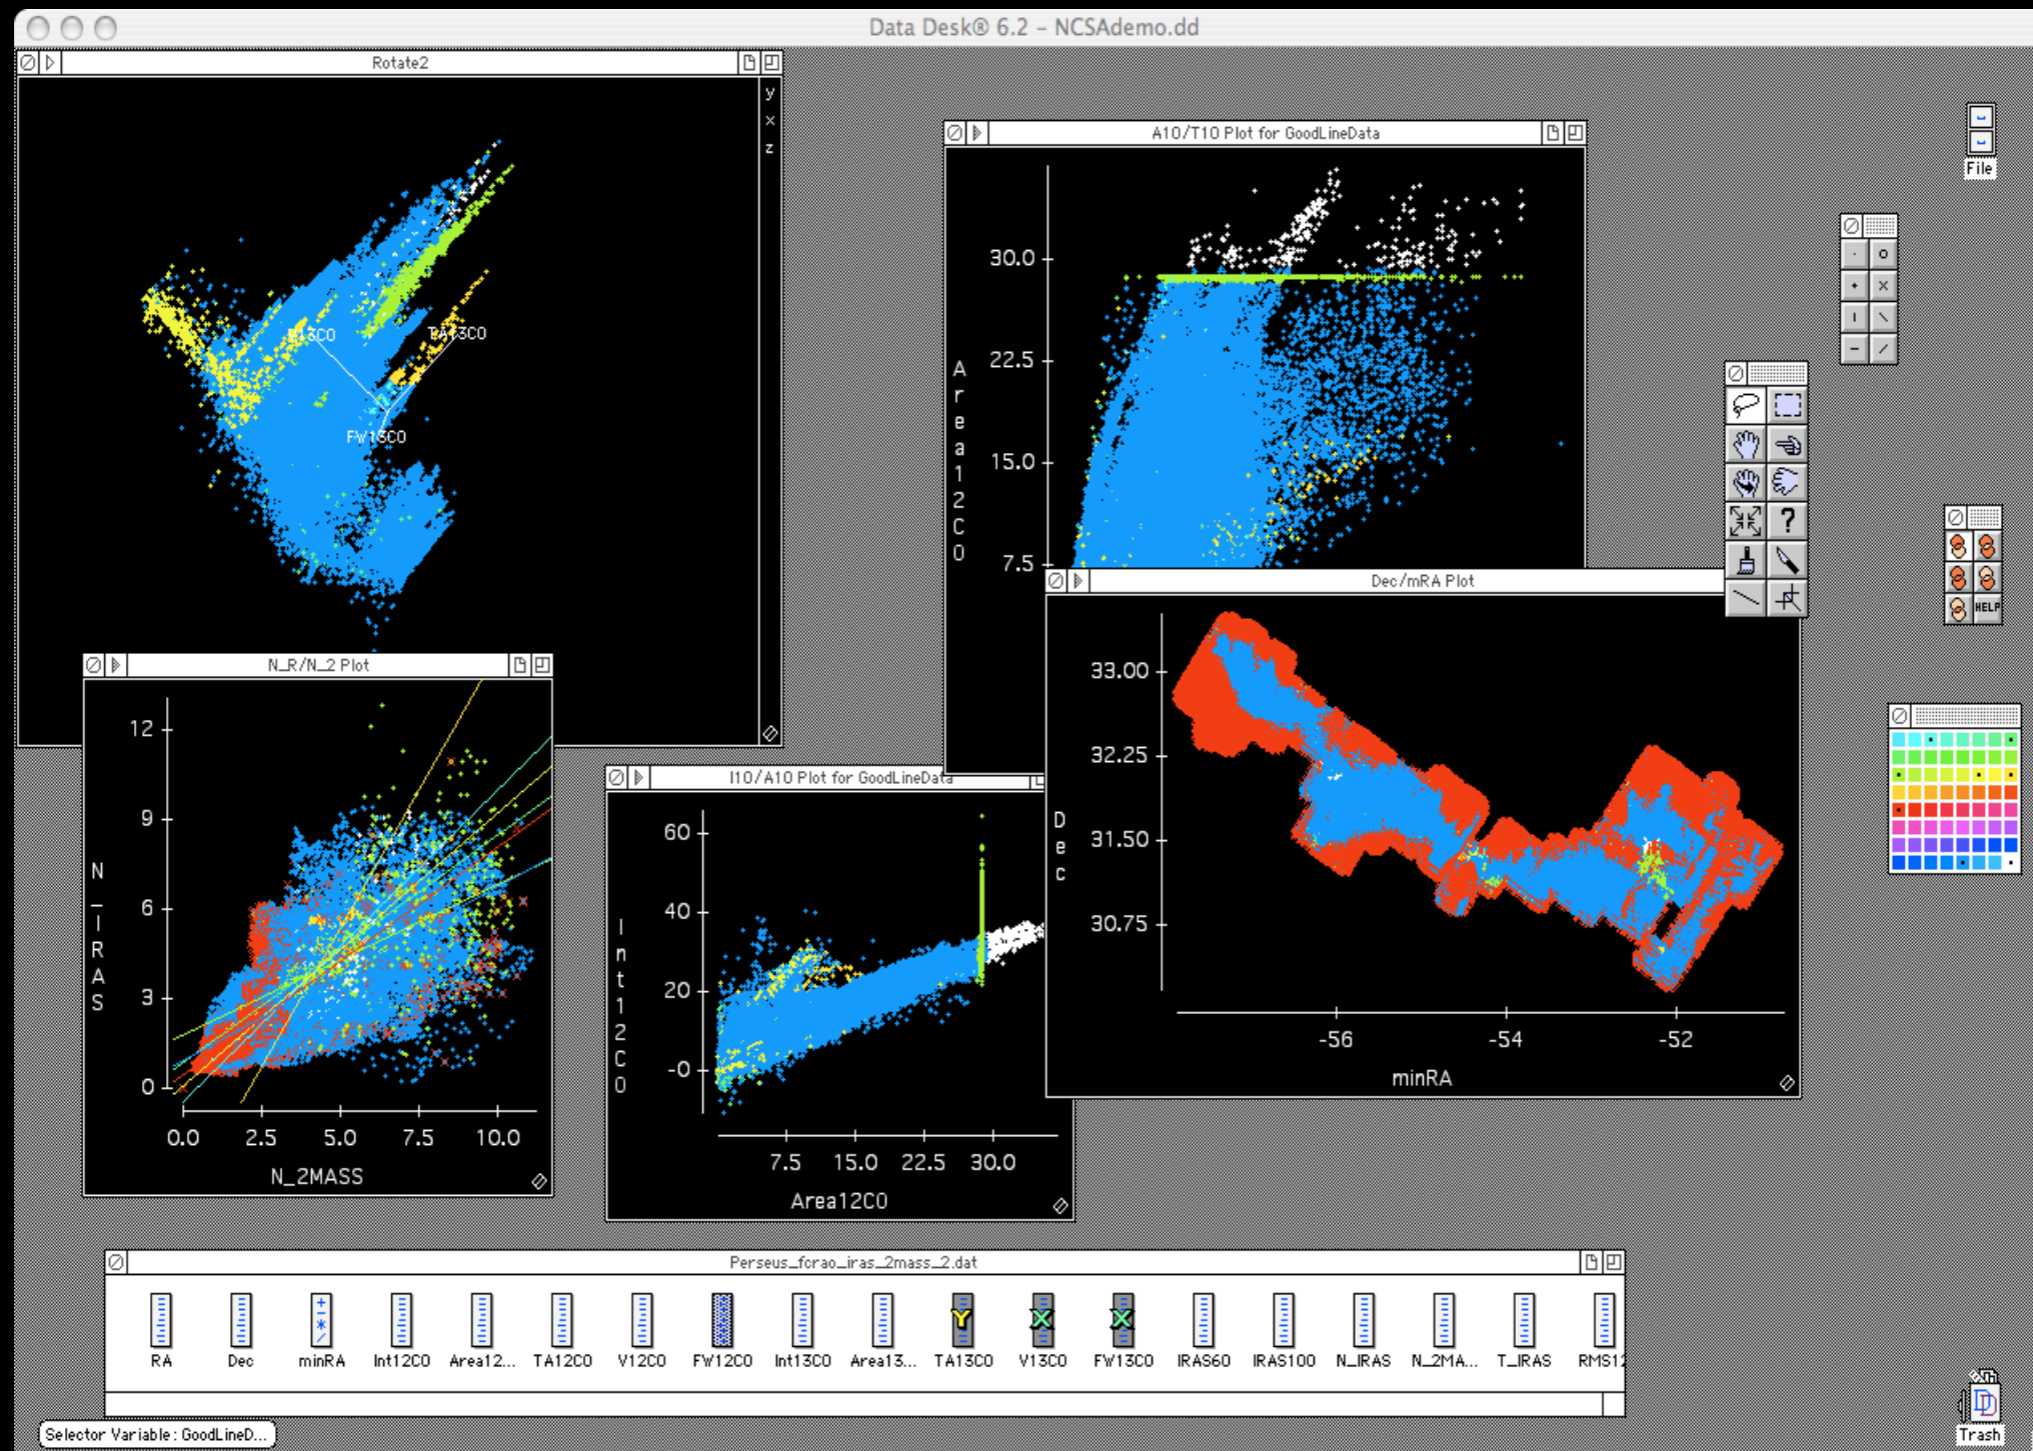 Data Desk® 6.2 – NCSAdemo.dd
Rotate2
y
x
z
TA13CO
FW13CO
A10/T10 Plot for GoodLineData
30.0
22.5
15.0
7.5
Area12CO
File
HELP
N_R/N_2 Plot
12
9
6
3
0
N_IRAS
0.0 2.5 5.0 7.5 10.0
N_2MASS
I10/A10 Plot for GoodLineData
60
40
20
-0
Int12CO
7.5 15.0 22.5 30.0
Area12CO
Dec/mRA Plot
33.00
32.25
31.50
30.75
Dec
-56 -54 -52
minRA
Perseus_fcrao_iras_2mass_2.dat
Y X X
RA Dec minRA Int12CO Area12... TA12CO V12CO FW12CO Int13CO Area13... TA13CO V13CO FW13CO IRAS60 IRAS100 N_IRAS N_2MA... T_IRAS RMS12
Selector Variable : GoodLineD...
Trash